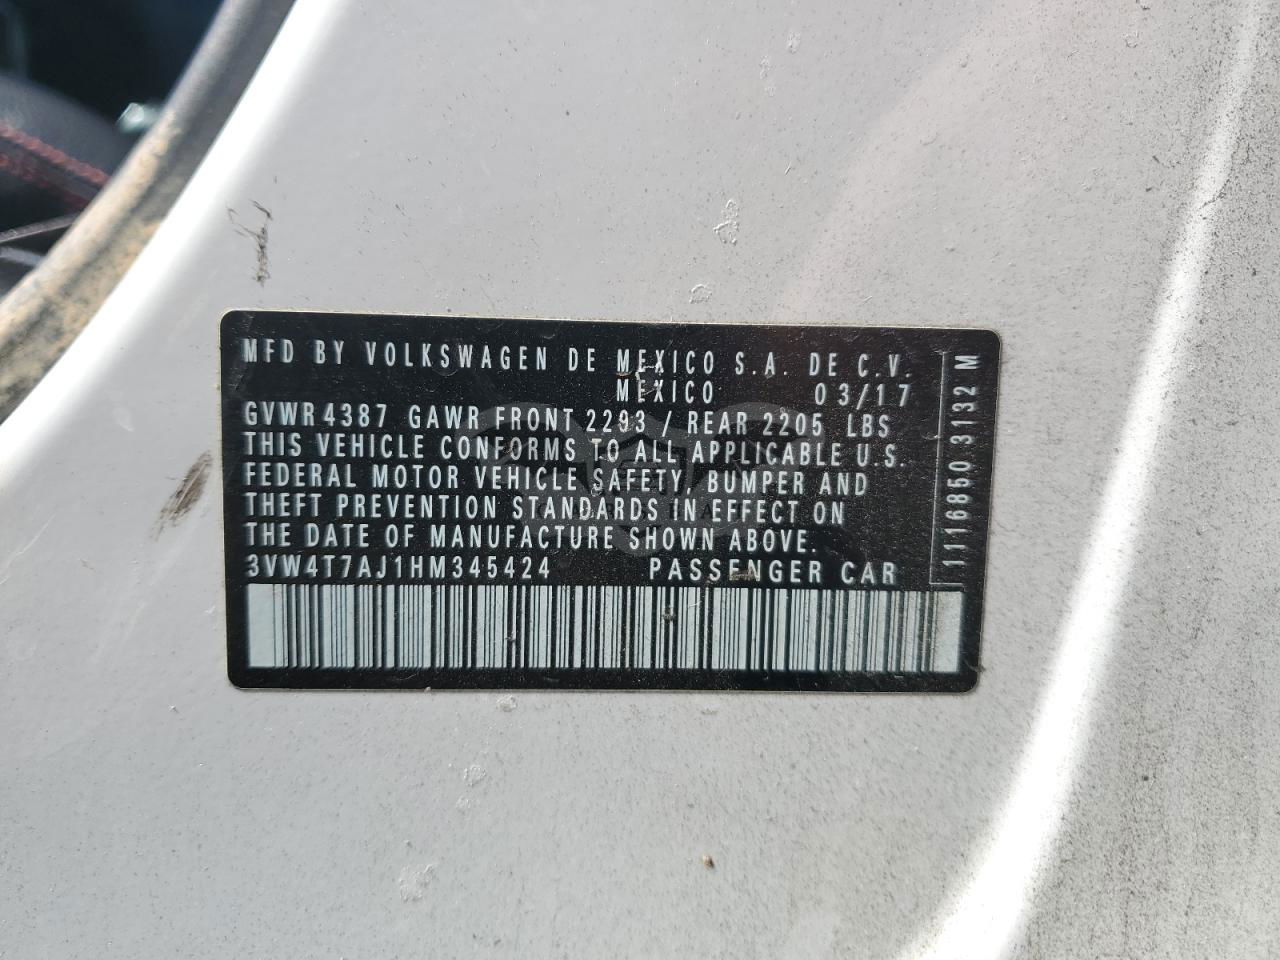 MFD BY VOLKSWAGEN DE MEXICO S.A. DE C.V.
MEXICO 03/17
GVWR 4387 GAWR FRONT 2293 / REAR 2205 LBS
THIS VEHICLE CONFORMS TO ALL APPLICABLE U.S.
FEDERAL MOTOR VEHICLE SAFETY, BUMPER AND
THEFT PREVENTION STANDARDS IN EFFECT ON
THE DATE OF MANUFACTURE SHOWN ABOVE.
3VW4T7AJ1HM345424 PASSENGER CAR
1116850 3132 M